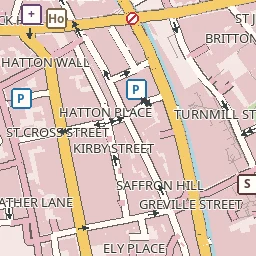 Ho
ST J
BRITTON
HATTON WALL
P
P
HATTON PLACE
TURNMILL ST
ST CROSS STREET
KIRBY STREET
SAFFRON HILL
S
ATHER LANE
GREVILLE STREET
ELY PLACE